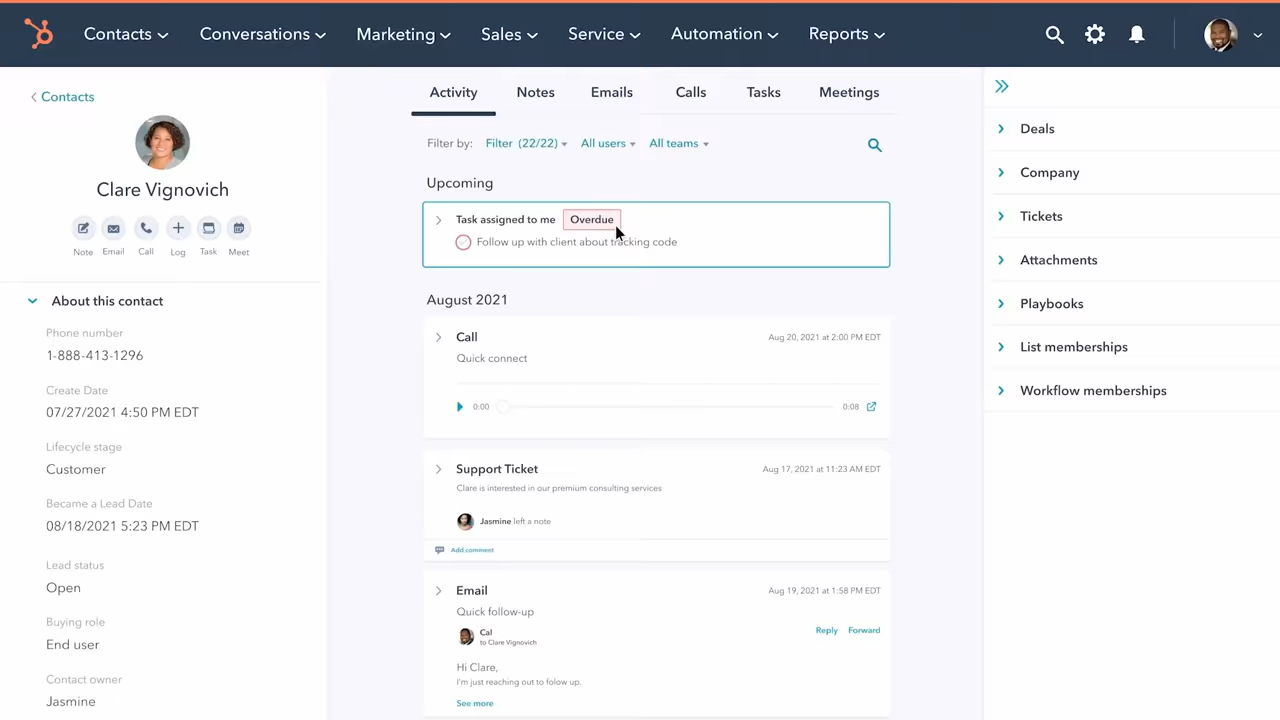 Contacts
Conversations
Marketing
Sales
Service
Automation
Reports
Contacts
Clare Vignovich
Note
Email
Call
Log
Task
Meet
About this contact
Phone number
1-888-413-1296
Create Date
07/27/2021 4:50 PM EDT
Lifecycle stage
Customer
Became a Lead Date
08/18/2021 5:23 PM EDT
Lead status
Open
Buying role
End user
Contact owner
Jasmine
Activity
Notes
Emails
Calls
Tasks
Meetings
Filter by: Filter (22/22) All users All teams
Upcoming
Task assigned to me Overdue
Follow up with client about tracking code
August 2021
Call Aug 20, 2021 at 2:00 PM EDT
Quick connect
0:00 0:08
Support Ticket Aug 17, 2021 at 11:23 AM EDT
Clare is interested in our premium consulting services
Jasmine left a note
Add comment
Email Aug 19, 2021 at 1:58 PM EDT
Quick follow-up
Cal
to Clare Vignovich
Reply Forward
Hi Clare,
I'm just reaching out to folow up.
See more
Deals
Company
Tickets
Attachments
Playbooks
List memberships
Workflow memberships